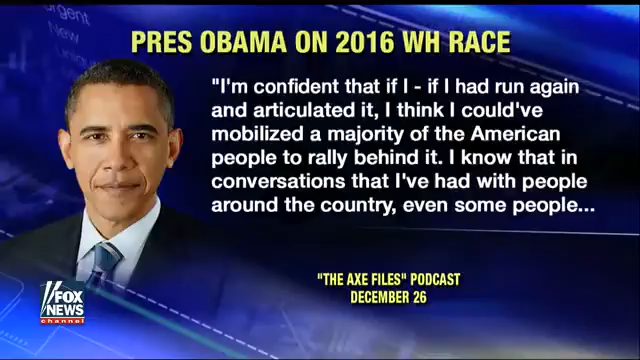 PRES OBAMA ON 2016 WH RACE
"I'm confident that if I - if I had run again
and articulated it, I think I could've
mobilized a majority of the American
people to rally behind it. I know that in
conversations that I've had with people
around the country, even some people...
"THE AXE FILES" PODCAST
DECEMBER 26
FOX
NEWS
channel
urgent
New